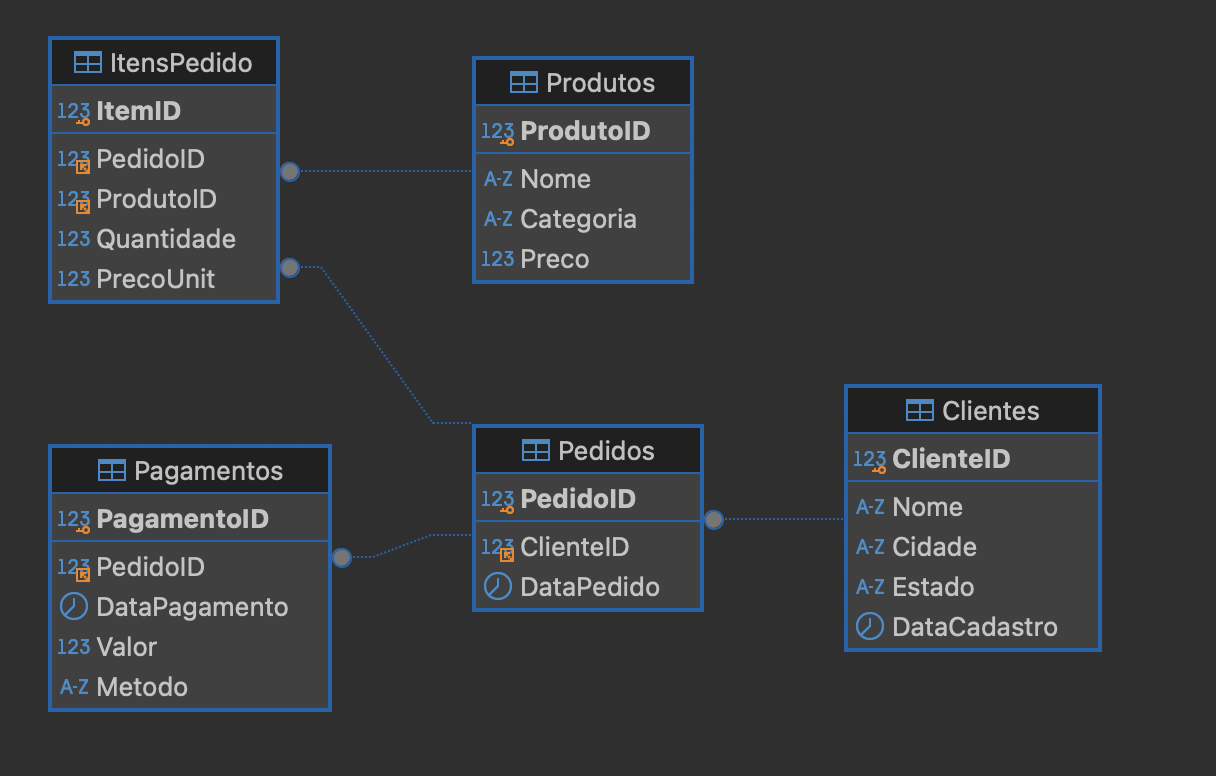 ItensPedido
123 ItemID
123 PedidoID
123 ProdutoID
123 Quantidade
123 PrecoUnit
Produtos
123 ProdutoID
A-Z Nome
A-Z Categoria
123 Preco
Pagamentos
123 PagamentoID
123 PedidoID
DataPagamento
123 Valor
A-Z Metodo
Pedidos
123 PedidoID
123 ClienteID
DataPedido
Clientes
123 ClienteID
A-Z Nome
A-Z Cidade
A-Z Estado
DataCadastro